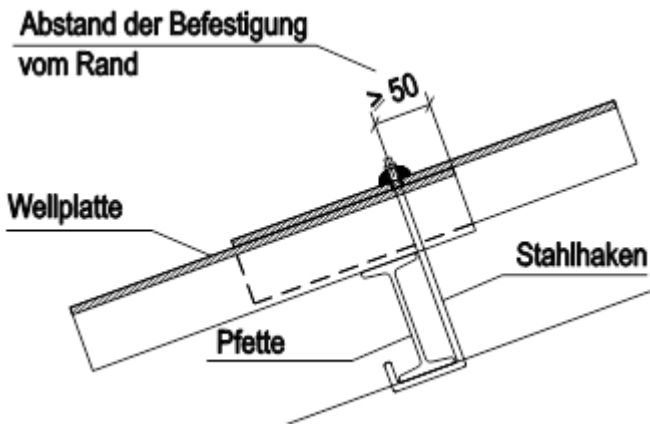 Abstand der Befestigung
vom Rand
> 50
Wellplatte
Stahlhaken
Pfette